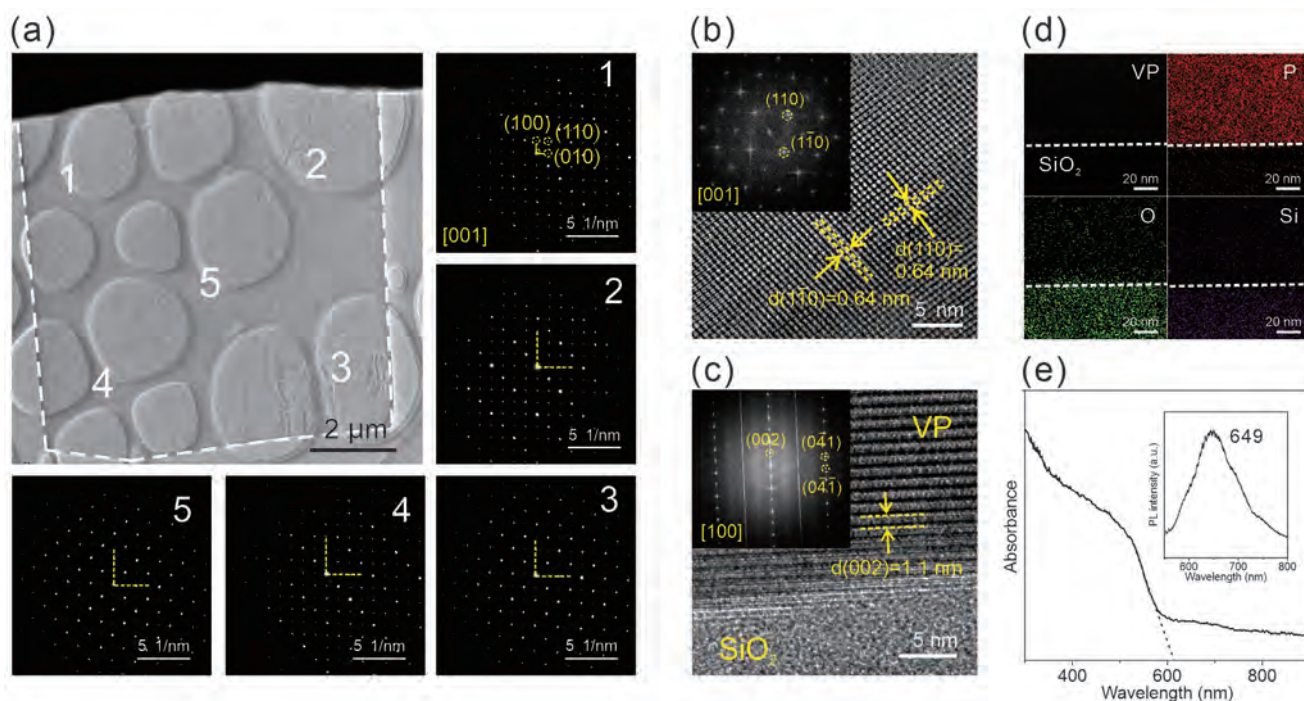 (a)
1
2
5
4
3
2 μm
1
(100)
(110)
(010)
5 1/nm
[001]
2
5 1/nm
5
5 1/nm
4
5 1/nm
3
5 1/nm
(b)
(110)
(11̄0)
[001]
d(110)=
0.64 nm
d(11̄0)=0.64 nm
5 nm
(c)
VP
(002)
(04̄1)
(04̄1̄)
[100]
d(002)=1.1 nm
SiO₂
5 nm
(d)
VP
P
SiO₂
20 nm
20 nm
O
Si
20 nm
20 nm
(e)
649
PL intensity (a.u.)
600 700 800
Wavelength (nm)
Absorbance
400 600 800
Wavelength (nm)